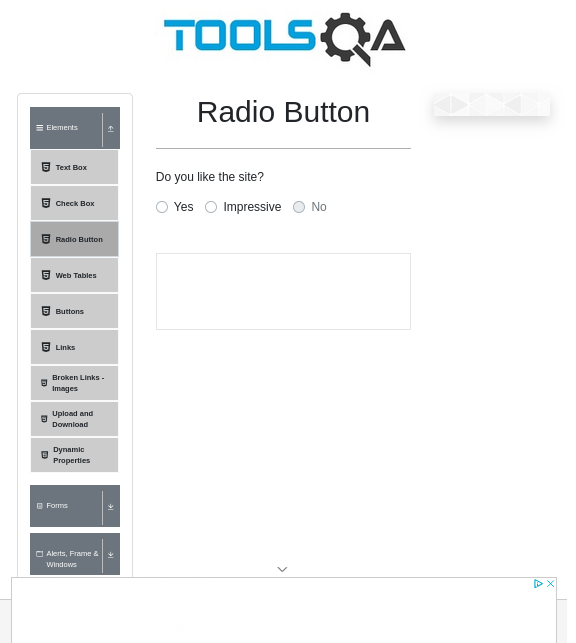 TOOLSQA
Elements
Text Box
Check Box
Radio Button
Web Tables
Buttons
Links
Broken Links -
Images
Upload and
Download
Dynamic
Properties
Forms
Alerts, Frame &
Windows
Radio Button
Do you like the site?
Yes Impressive No